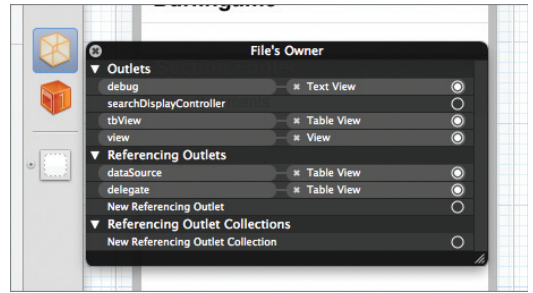 Burlingame
File's Owner
Outlets
debug Text View
searchDisplayController
tbView Table View
view View
Referencing Outlets
dataSource Table View
delegate Table View
New Referencing Outlet
Referencing Outlet Collections
New Referencing Outlet Collection